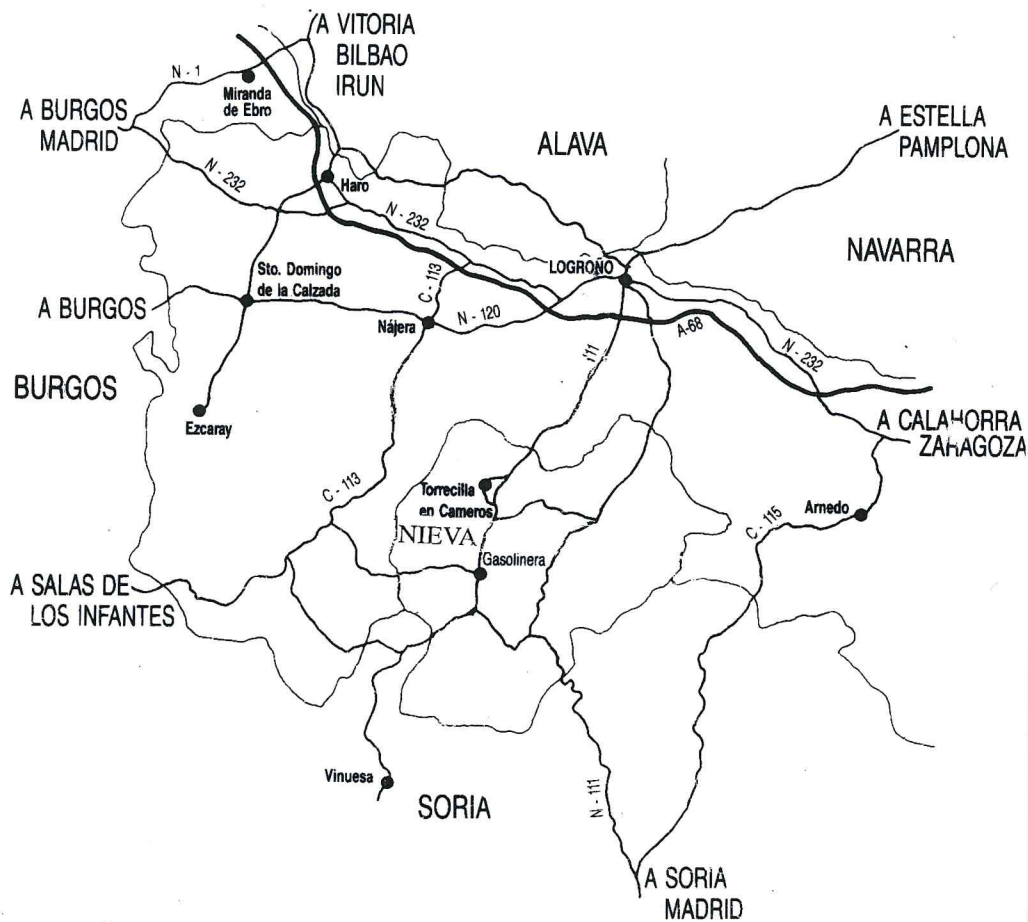 A VITORIA
BILBAO
IRUN
N - 1
Miranda
de Ebro
A BURGOS
MADRID
A ESTELLA
PAMPLONA
ALAVA
N - 232
Haro
N - 232
NAVARRA
LOGROÑO
Sto. Domingo
de la Calzada
C - 113
A BURGOS
Nájera
N - 120
A-68
N - 232
111
BURGOS
Ezcaray
A CALAHORRA
ZARAGOZA
C - 113
Torrecilla
en Cameros
NIEVA
Arnedo
C - 115
Gasolinera
A SALAS DE
LOS INFANTES
Vinuesa
SORIA
N - 111
A SORIA
MADRID